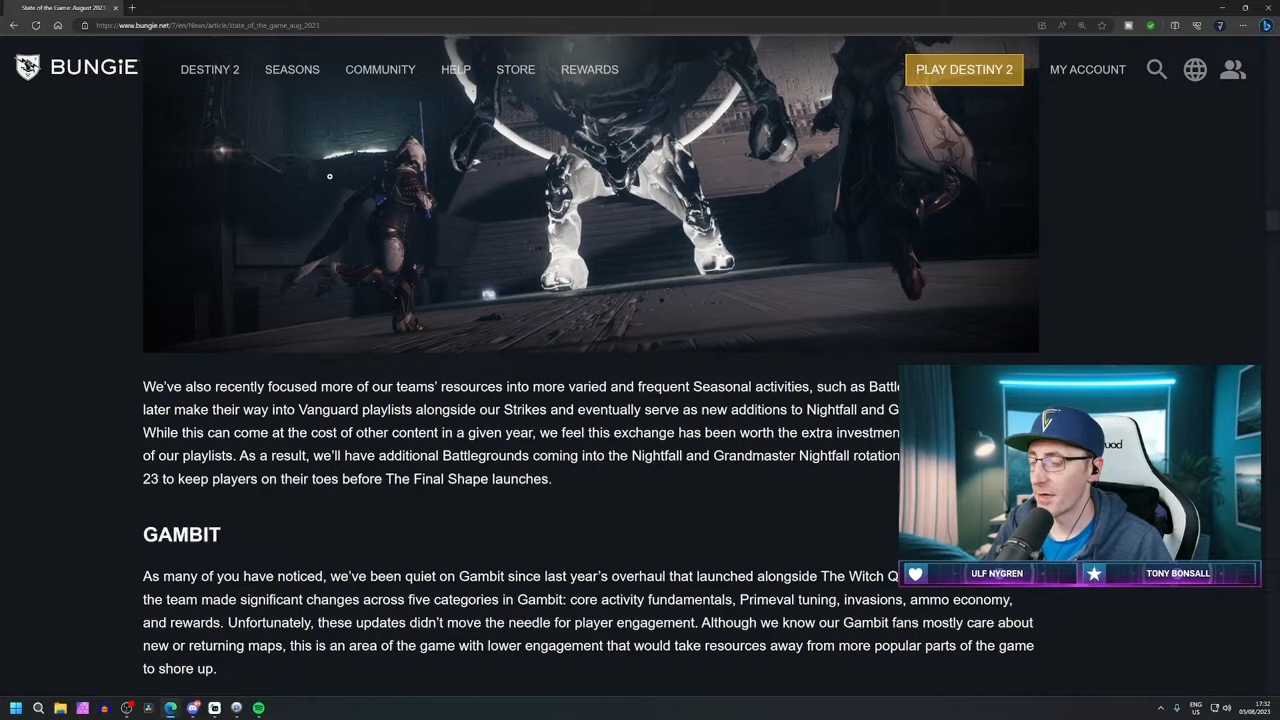 State of the Game: August 2023
https://www.bungie.net/7/en/News/article/state_of_the_game_aug_2023
BUNGiE
DESTINY 2
SEASONS
COMMUNITY
HELP
STORE
REWARDS
PLAY DESTINY 2
MY ACCOUNT
We've also recently focused more of our teams' resources into more varied and frequent Seasonal activities, such as
later make their way into Vanguard playlists alongside our Strikes and eventually serve as new additions to Nightfall and
While this can come at the cost of other content in a given year, we feel this exchange has been worth the extra
of our playlists. As a result, we'll have additional Battlegrounds coming into the Nightfall and Grandmaster Nightfall
23 to keep players on their toes before The Final Shape launches.
GAMBIT
As many of you have noticed, we've been quiet on Gambit since last year's overhaul that launched alongside The Witch
the team made significant changes across five categories in Gambit: core activity fundamentals, Primeval tuning, invasions, ammo economy,
and rewards. Unfortunately, these updates didn't move the needle for player engagement. Although we know our Gambit fans mostly care about
new or returning maps, this is an area of the game with lower engagement that would take resources away from more popular parts of the game
to shore up.
quad
ULF NYGREN
TONY BONSALL
ENG
US
17:32
03/08/2023